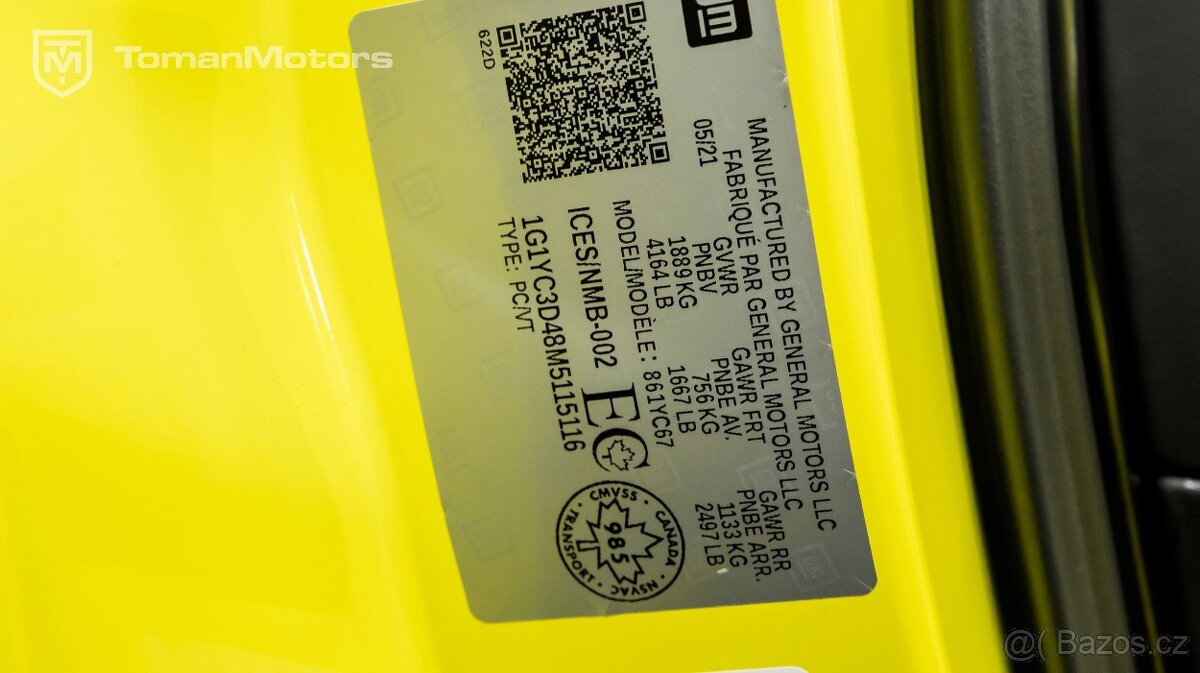 TomanMotors
gm
622D
MANUFACTURED BY GENERAL MOTORS LLC
05/21 FABRIQUÉ PAR GENERAL MOTORS LLC
GVWR GAWR FRT GAWR RR
PNBV PNBE AV. PNBE ARR.
1889 KG 756 KG 1133 KG
4164 LB 1667 LB 2497 LB
MODEL/MODÈLE: 861YC67
ICES/NMB-002
1G1YC3D48M5115116
TYPE: PC/VT
EC
CMVSS · CANADA · NSVAC · TRANSPORT ·
985
@( Bazos.cz